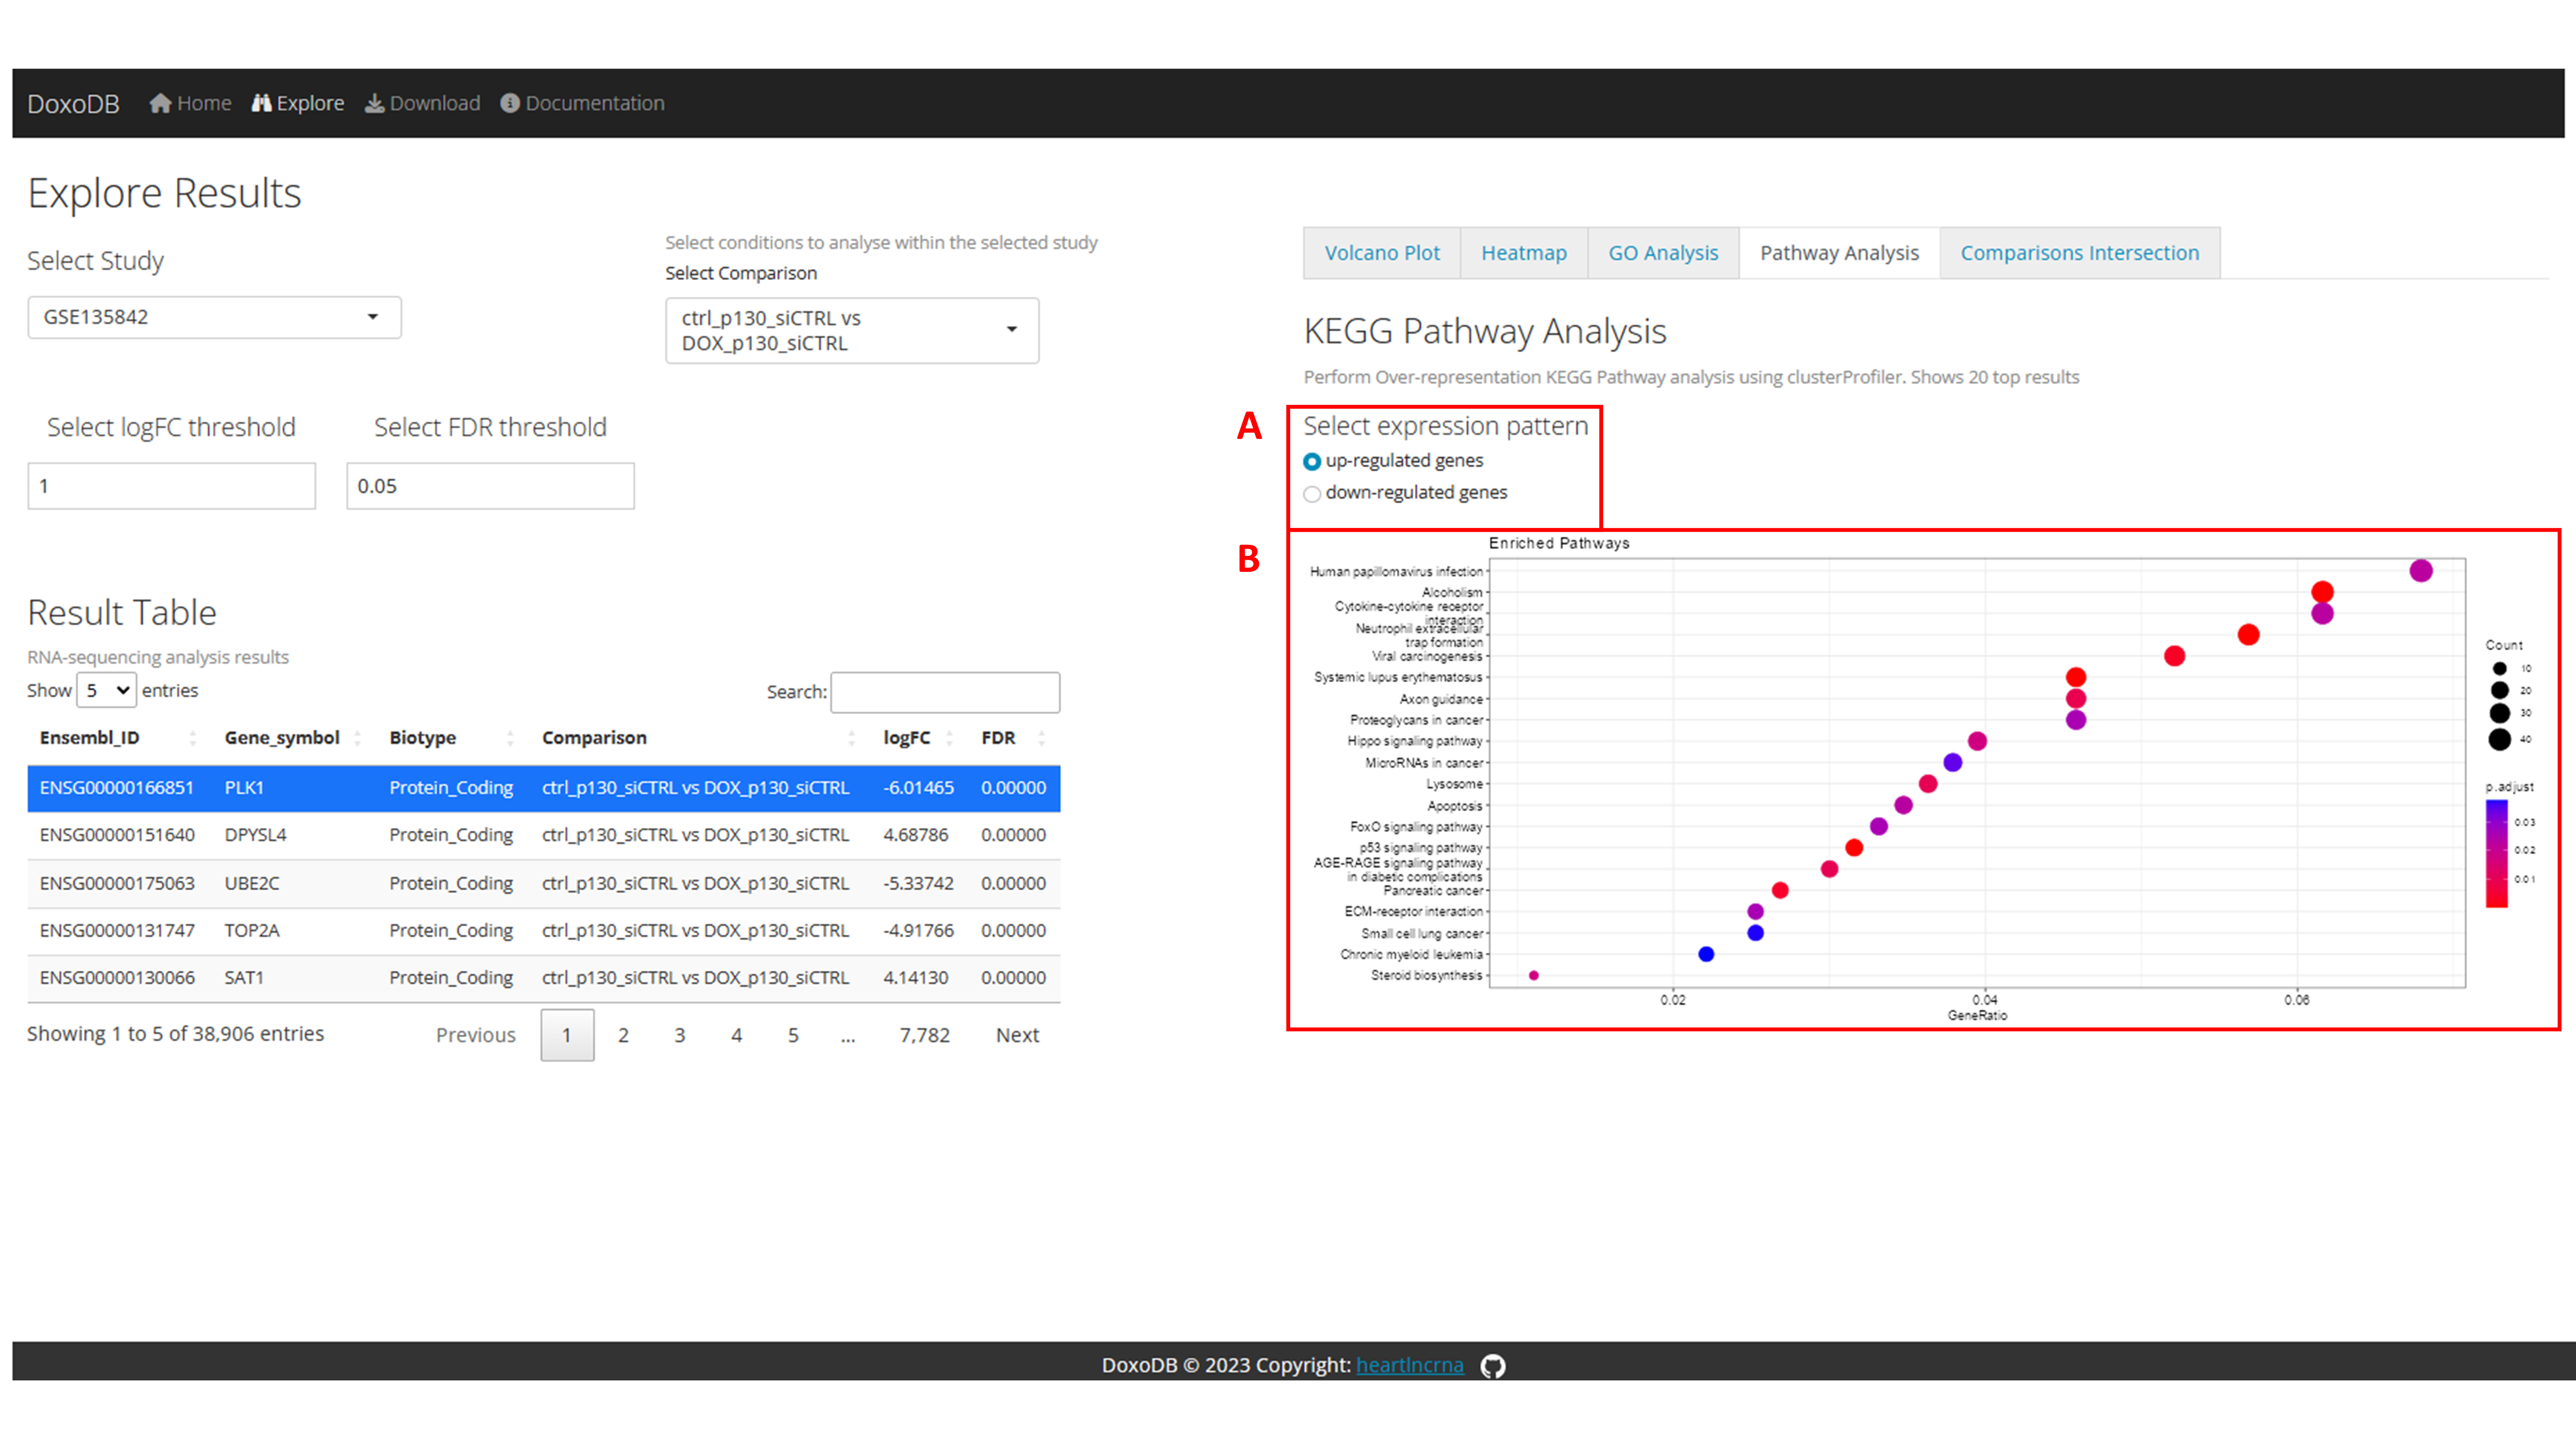 DoxoDB Home Explore Download Documentation
Explore Results
Select Study
GSE135842
Select conditions to analyse within the selected study
Select Comparison
ctrl_p130_siCTRL vs
DOX_p130_siCTRL
Select logFC threshold Select FDR threshold
1 0.05
Result Table
RNA-sequencing analysis results
Show 5 entries Search:
Ensembl_ID Gene_symbol Biotype Comparison logFC FDR
ENSG00000166851 PLK1 Protein_Coding ctrl_p130_siCTRL vs DOX_p130_siCTRL -6.01465 0.00000
ENSG00000151640 DPYSL4 Protein_Coding ctrl_p130_siCTRL vs DOX_p130_siCTRL 4.68786 0.00000
ENSG00000175063 UBE2C Protein_Coding ctrl_p130_siCTRL vs DOX_p130_siCTRL -5.33742 0.00000
ENSG00000131747 TOP2A Protein_Coding ctrl_p130_siCTRL vs DOX_p130_siCTRL -4.91766 0.00000
ENSG00000130066 SAT1 Protein_Coding ctrl_p130_siCTRL vs DOX_p130_siCTRL 4.14130 0.00000
Showing 1 to 5 of 38,906 entries Previous 1 2 3 4 5 ... 7,782 Next
Volcano Plot Heatmap GO Analysis Pathway Analysis Comparisons Intersection
KEGG Pathway Analysis
Perform Over-representation KEGG Pathway analysis using clusterProfiler. Shows 20 top results
A
Select expression pattern
up-regulated genes
down-regulated genes
B
Enriched Pathways
Human papillomavirus infection
Alcoholism
Cytokine-cytokine receptor
interaction
Neutrophil extracellular
trap formation
Viral carcinogenesis
Systemic lupus erythematosus
Axon guidance
Proteoglycans in cancer
Hippo signaling pathway
MicroRNAs in cancer
Lysosome
Apoptosis
FoxO signaling pathway
p53 signaling pathway
AGE-RAGE signaling pathway
in diabetic complications
Pancreatic cancer
ECM-receptor interaction
Small cell lung cancer
Chronic myeloid leukemia
Steroid biosynthesis
0.02 0.04 0.06
GeneRatio
Count
10
20
30
40
p.adjust
0.03
0.02
0.01
DoxoDB © 2023 Copyright: heartlncrna